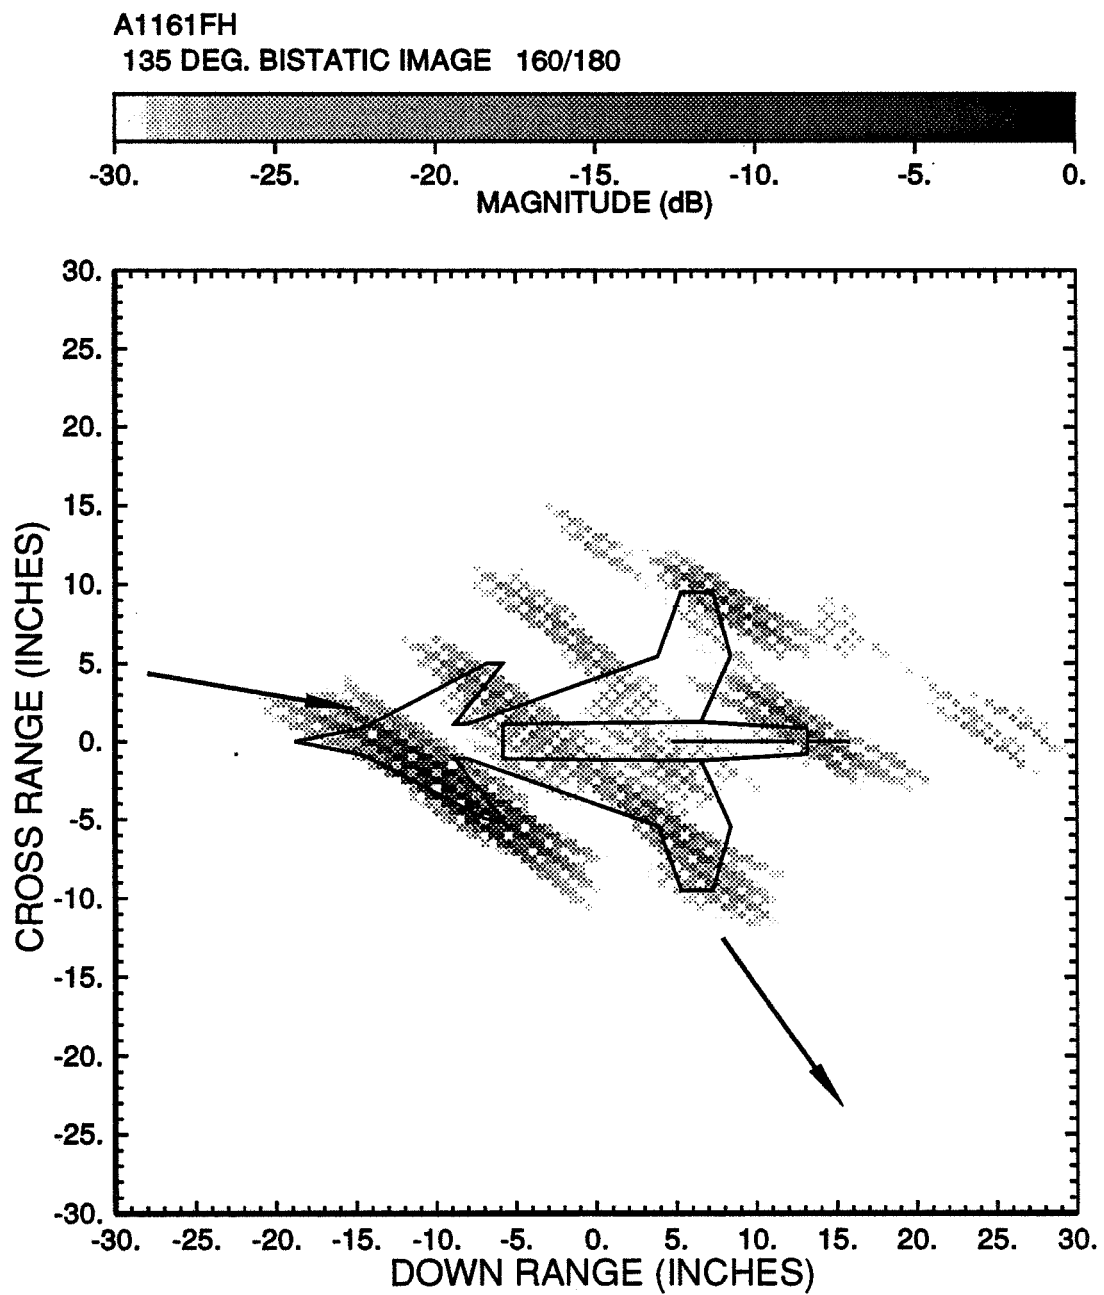 A1161FH
135 DEG. BISTATIC IMAGE 160/180
-30. -25. -20. -15. -10. -5. 0.
MAGNITUDE (dB)
30.
25.
20.
15.
10.
5.
0.
-5.
-10.
-15.
-20.
-25.
-30.
CROSS RANGE (INCHES)
-30. -25. -20. -15. -10. -5. 0. 5. 10. 15. 20. 25. 30.
DOWN RANGE (INCHES)